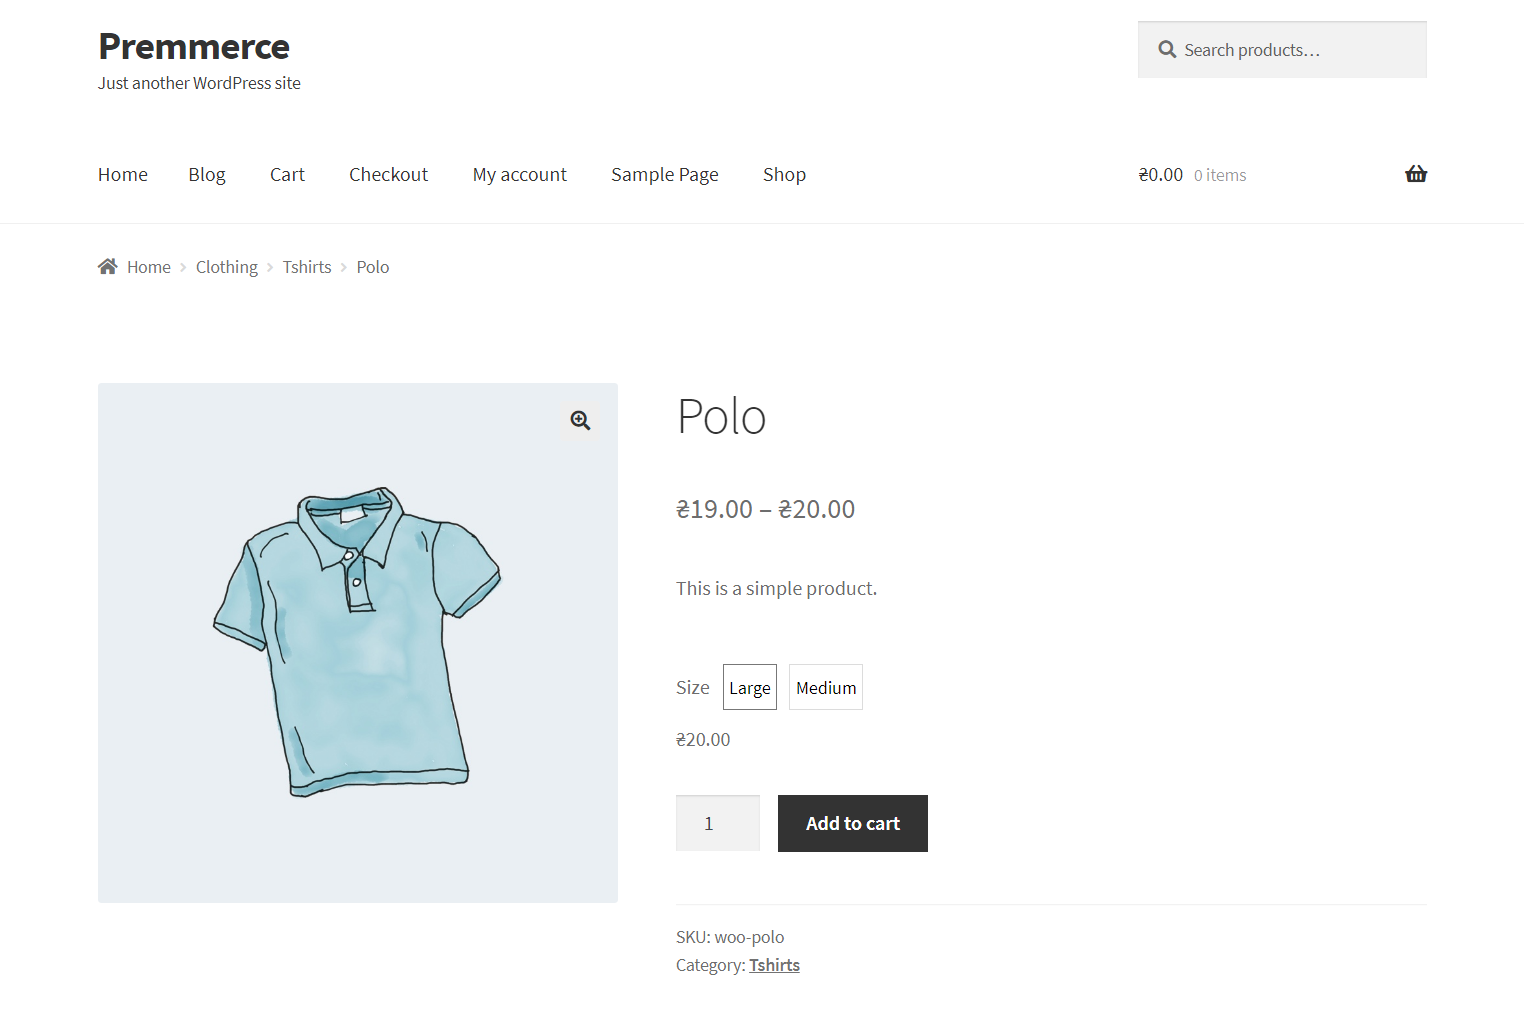 Premmerce
Just another WordPress site
Search products…
Home Blog Cart Checkout My account Sample Page Shop
₴0.00 0 items
Home Clothing Tshirts Polo
Polo
₴19.00 – ₴20.00
This is a simple product.
Size Large Medium
₴20.00
1 Add to cart
SKU: woo-polo
Category: Tshirts